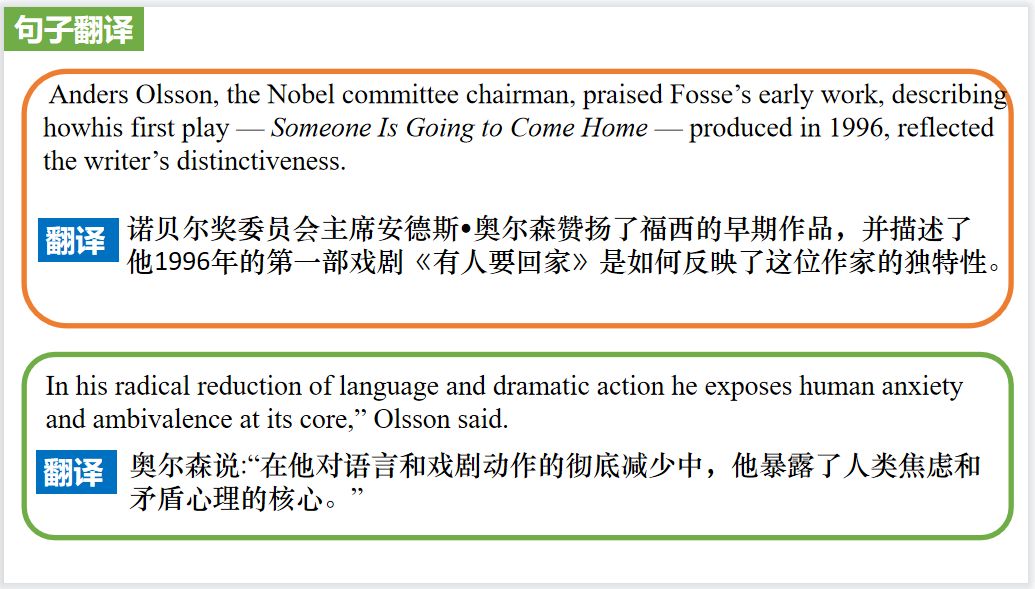 句子翻译
Anders Olsson, the Nobel committee chairman, praised Fosse’s early work, describing
howhis first play — Someone Is Going to Come Home — produced in 1996, reflected
the writer’s distinctiveness.
翻译
诺贝尔奖委员会主席安德斯•奥尔森赞扬了福西的早期作品，并描述了
他1996年的第一部戏剧《有人要回家》是如何反映了这位作家的独特性。
In his radical reduction of language and dramatic action he exposes human anxiety
and ambivalence at its core,” Olsson said.
翻译
奥尔森说:“在他对语言和戏剧动作的彻底减少中，他暴露了人类焦虑和
矛盾心理的核心。”